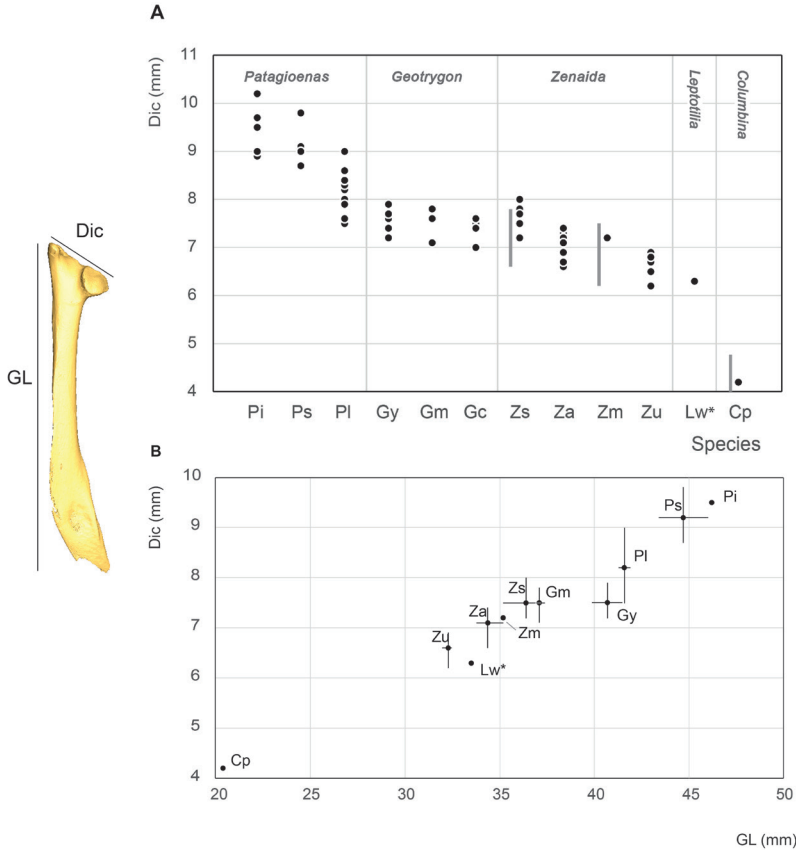 A
Dic (mm)
11
10
9
8
7
6
5
4
Patagioenas
Geotrygon
Zenaida
Leptotilia
Columbina
Pi Ps Pl Gy Gm Gc Zs Za Zm Zu Lw* Cp
Species
Dic
GL
B
Dic (mm)
10
9
8
7
6
5
4
Pi
Ps
Pl
Gy
Zs
Gm
Za
Zm
Zu
Lw*
Cp
20 25 30 35 40 45 50
GL (mm)